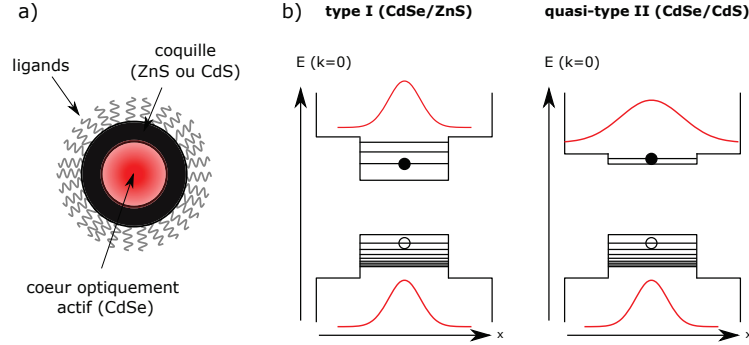 a)
ligands
coquille
(ZnS ou CdS)
coeur optiquement
actif (CdSe)
b)
type I (CdSe/ZnS)
E (k=0)
x
quasi-type II (CdSe/CdS)
E (k=0)
x